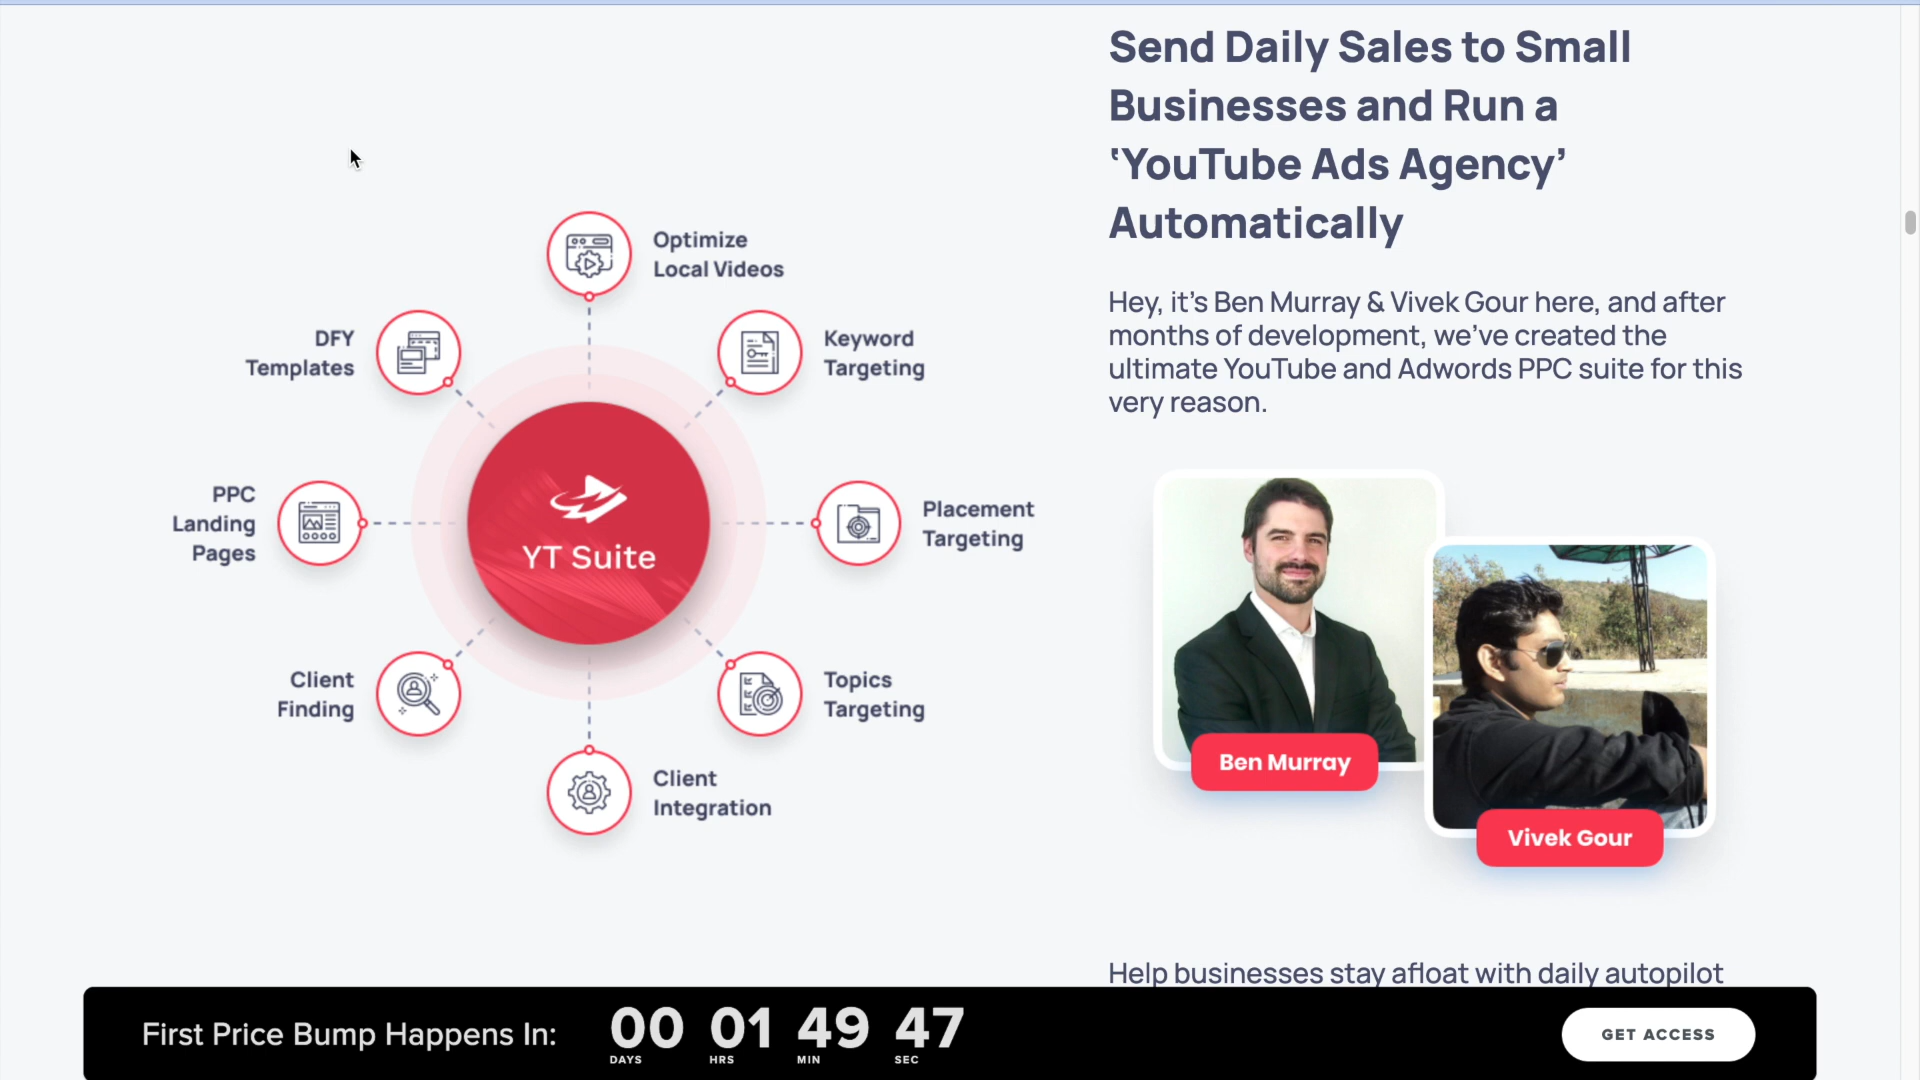 Send Daily Sales to Small
Businesses and Run a
‘YouTube Ads Agency’
Automatically
Hey, it’s Ben Murray & Vivek Gour here, and after
months of development, we’ve created the
ultimate YouTube and Adwords PPC suite for this
very reason.
Optimize
Local Videos
DFY
Templates
Keyword
Targeting
PPC
Landing
Pages
YT Suite
Placement
Targeting
Client
Finding
Topics
Targeting
Client
Integration
Ben Murray
Vivek Gour
Help businesses stay afloat with daily autopilot
First Price Bump Happens In:
00 01 49 47
DAYS HRS MIN SEC
GET ACCESS